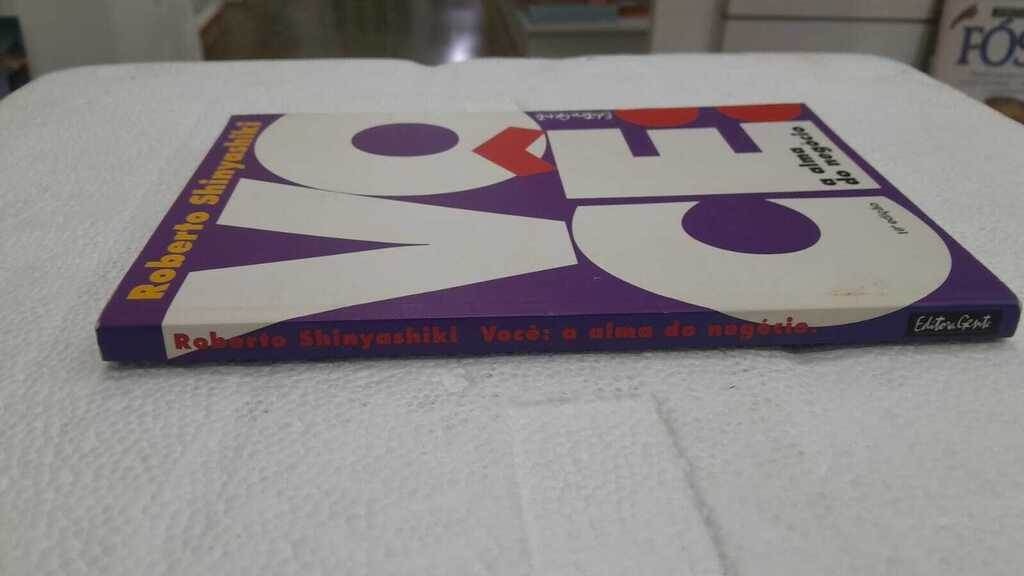 Roberto Shinyashiki
VOCÊ
a alma
do negócio
Editora Gente
Roberto Shinyashiki Você: a alma do negócio.
Editora Gente
FÓS